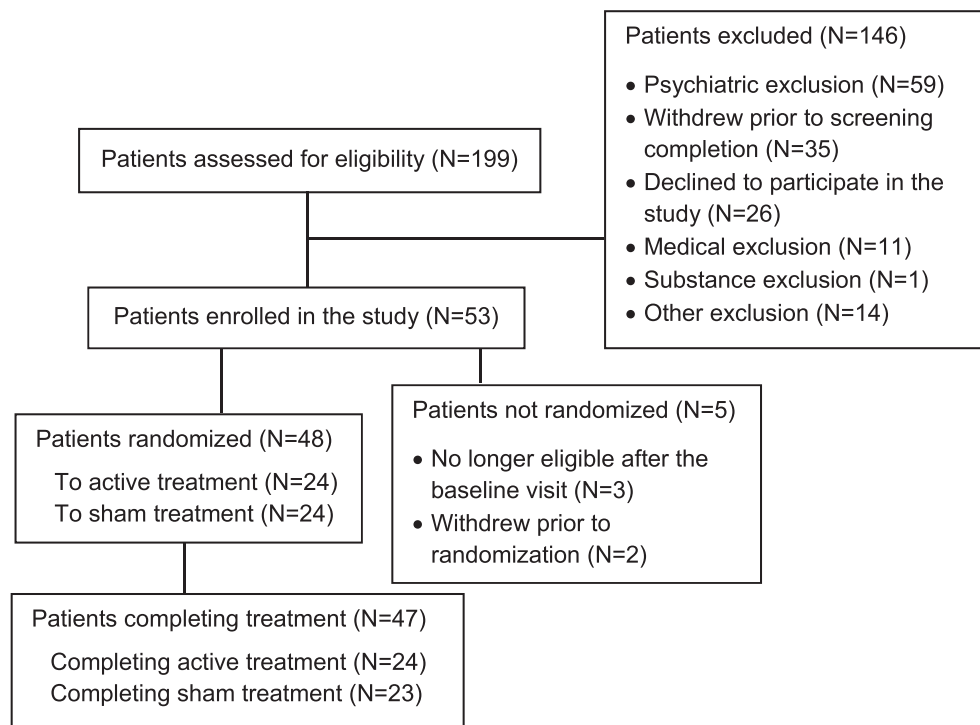 Patients assessed for eligibility (N=199)
Patients excluded (N=146)
• Psychiatric exclusion (N=59)
• Withdrew prior to screening
completion (N=35)
• Declined to participate in the
study (N=26)
• Medical exclusion (N=11)
• Substance exclusion (N=1)
• Other exclusion (N=14)
Patients enrolled in the study (N=53)
Patients not randomized (N=5)
• No longer eligible after the
baseline visit (N=3)
• Withdrew prior to
randomization (N=2)
Patients randomized (N=48)
To active treatment (N=24)
To sham treatment (N=24)
Patients completing treatment (N=47)
Completing active treatment (N=24)
Completing sham treatment (N=23)